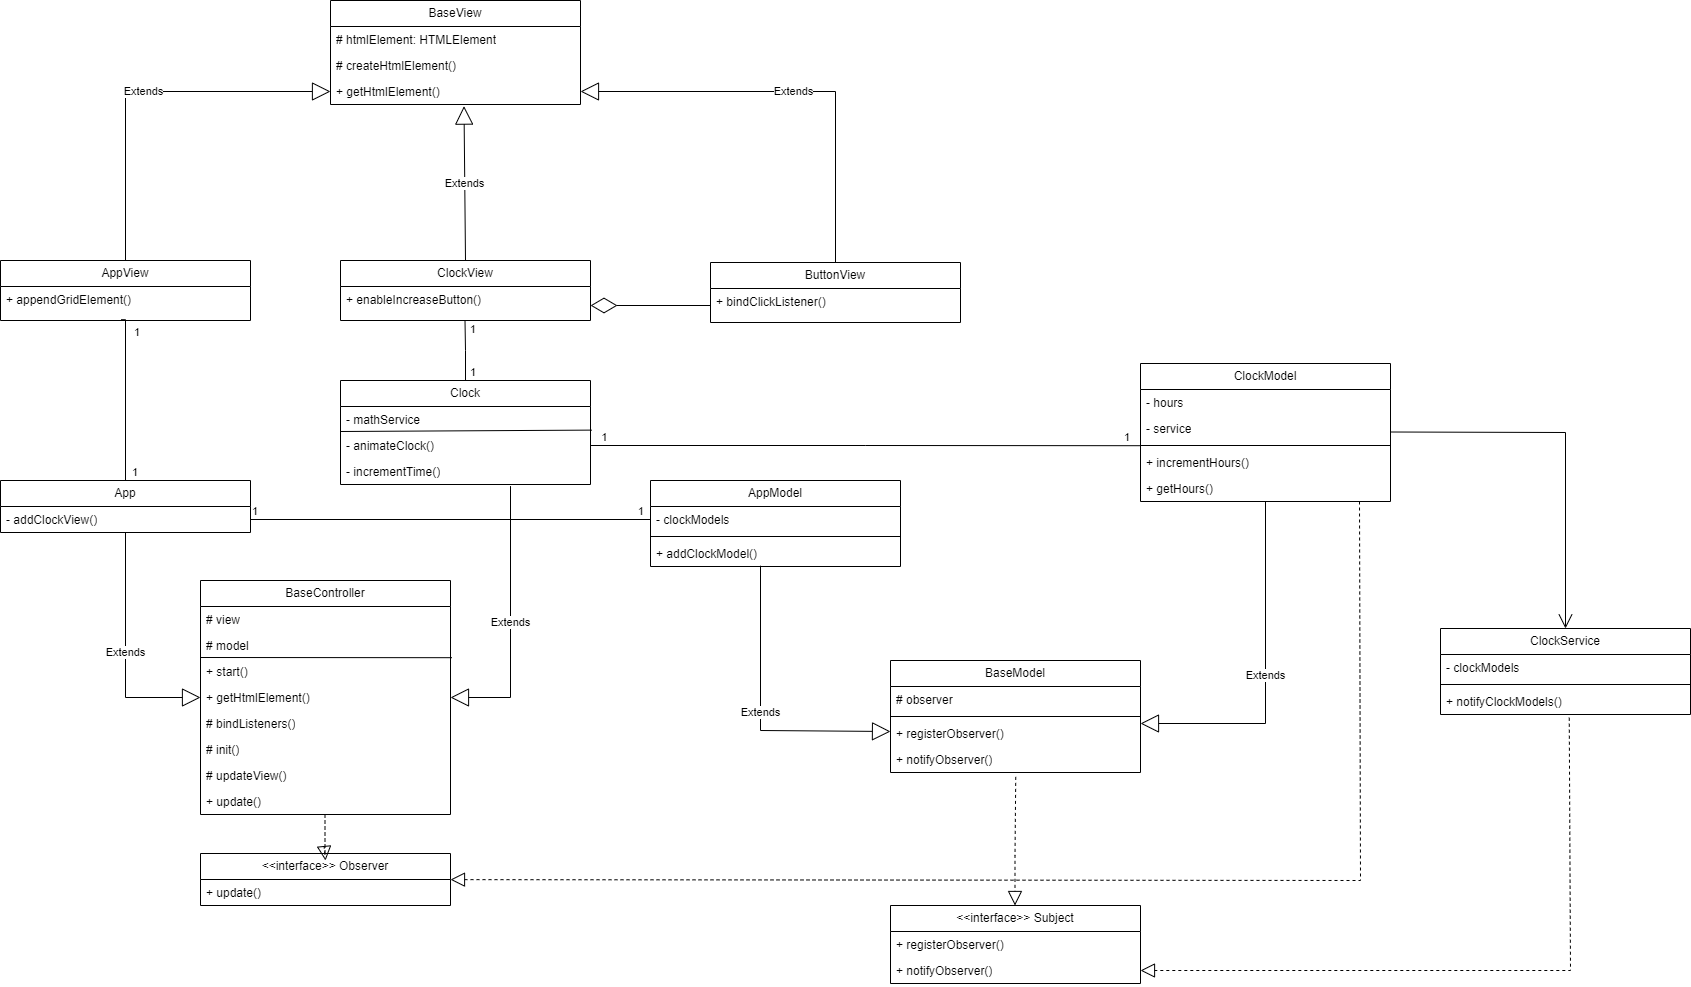 BaseView
# htmlElement: HTMLElement
# createHtmlElement()
+ getHtmlElement()
Extends
Extends
Extends
AppView
+ appendGridElement()
ClockView
+ enableIncreaseButton()
ButtonView
+ bindClickListener()
1
1
1
1
Clock
- mathService
- animateClock()
- incrementTime()
1
1
ClockModel
- hours
- service
+ incrementHours()
+ getHours()
App
- addClockView()
1
1
AppModel
- clockModels
+ addClockModel()
BaseController
# view
# model
+ start()
+ getHtmlElement()
# bindListeners()
# init()
# updateView()
+ update()
Extends
Extends
Extends
Extends
BaseModel
# observer
+ registerObserver()
+ notifyObserver()
ClockService
- clockModels
+ notifyClockModels()
<<interface>> Observer
+ update()
<<interface>> Subject
+ registerObserver()
+ notifyObserver()